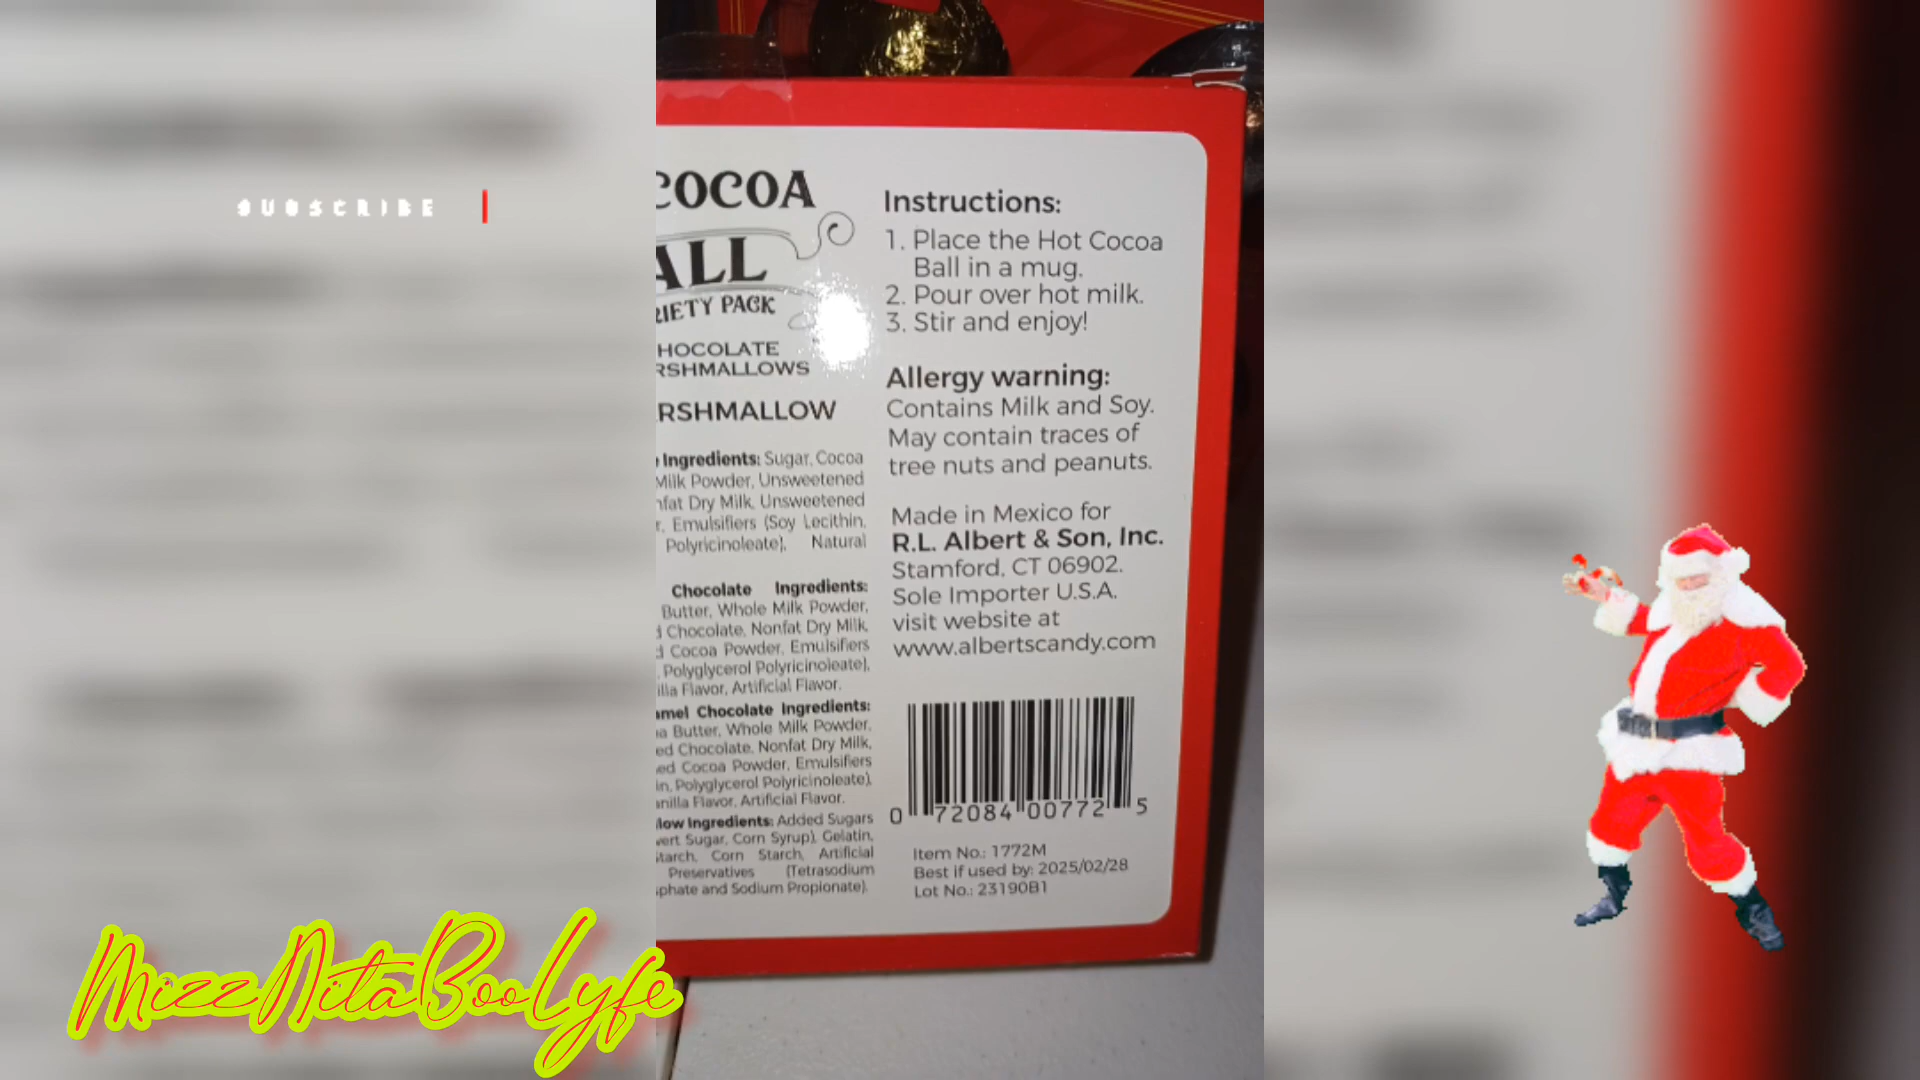 SUBSCRIBE
COCOA
ALL
RIETY PACK
HOCOLATE
RSHMALLOWS
RSHMALLOW
Ingredients: Sugar, Cocoa
Milk Powder, Unsweetened
nfat Dry Milk, Unsweetened
r, Emulsifiers (Soy Lecithin,
Polyricinoleate), Natural
Chocolate Ingredients:
Butter, Whole Milk Powder,
d Chocolate, Nonfat Dry Milk,
d Cocoa Powder, Emulsifiers
, Polyglycerol Polyricinoleate),
illa Flavor, Artificial Flavor.
amel Chocolate Ingredients:
oa Butter, Whole Milk Powder,
ed Chocolate, Nonfat Dry Milk,
ed Cocoa Powder, Emulsifiers
in, Polyglycerol Polyricinoleate),
anilla Flavor, Artificial Flavor.
llow Ingredients: Added Sugars
vert Sugar, Corn Syrup), Gelatin,
Starch, Corn Starch, Artificial
Preservatives (Tetrasodium
sphate and Sodium Propionate).
Instructions:
1. Place the Hot Cocoa
Ball in a mug.
2. Pour over hot milk.
3. Stir and enjoy!
Allergy warning:
Contains Milk and Soy.
May contain traces of
tree nuts and peanuts.
Made in Mexico for
R.L. Albert & Son, Inc.
Stamford, CT 06902.
Sole Importer U.S.A.
visit website at
www.albertscandy.com
0 72084 00772 5
Item No.: 1772M
Best if used by: 2025/02/28
Lot No.: 23190B1
MizzNitaBooLyfe